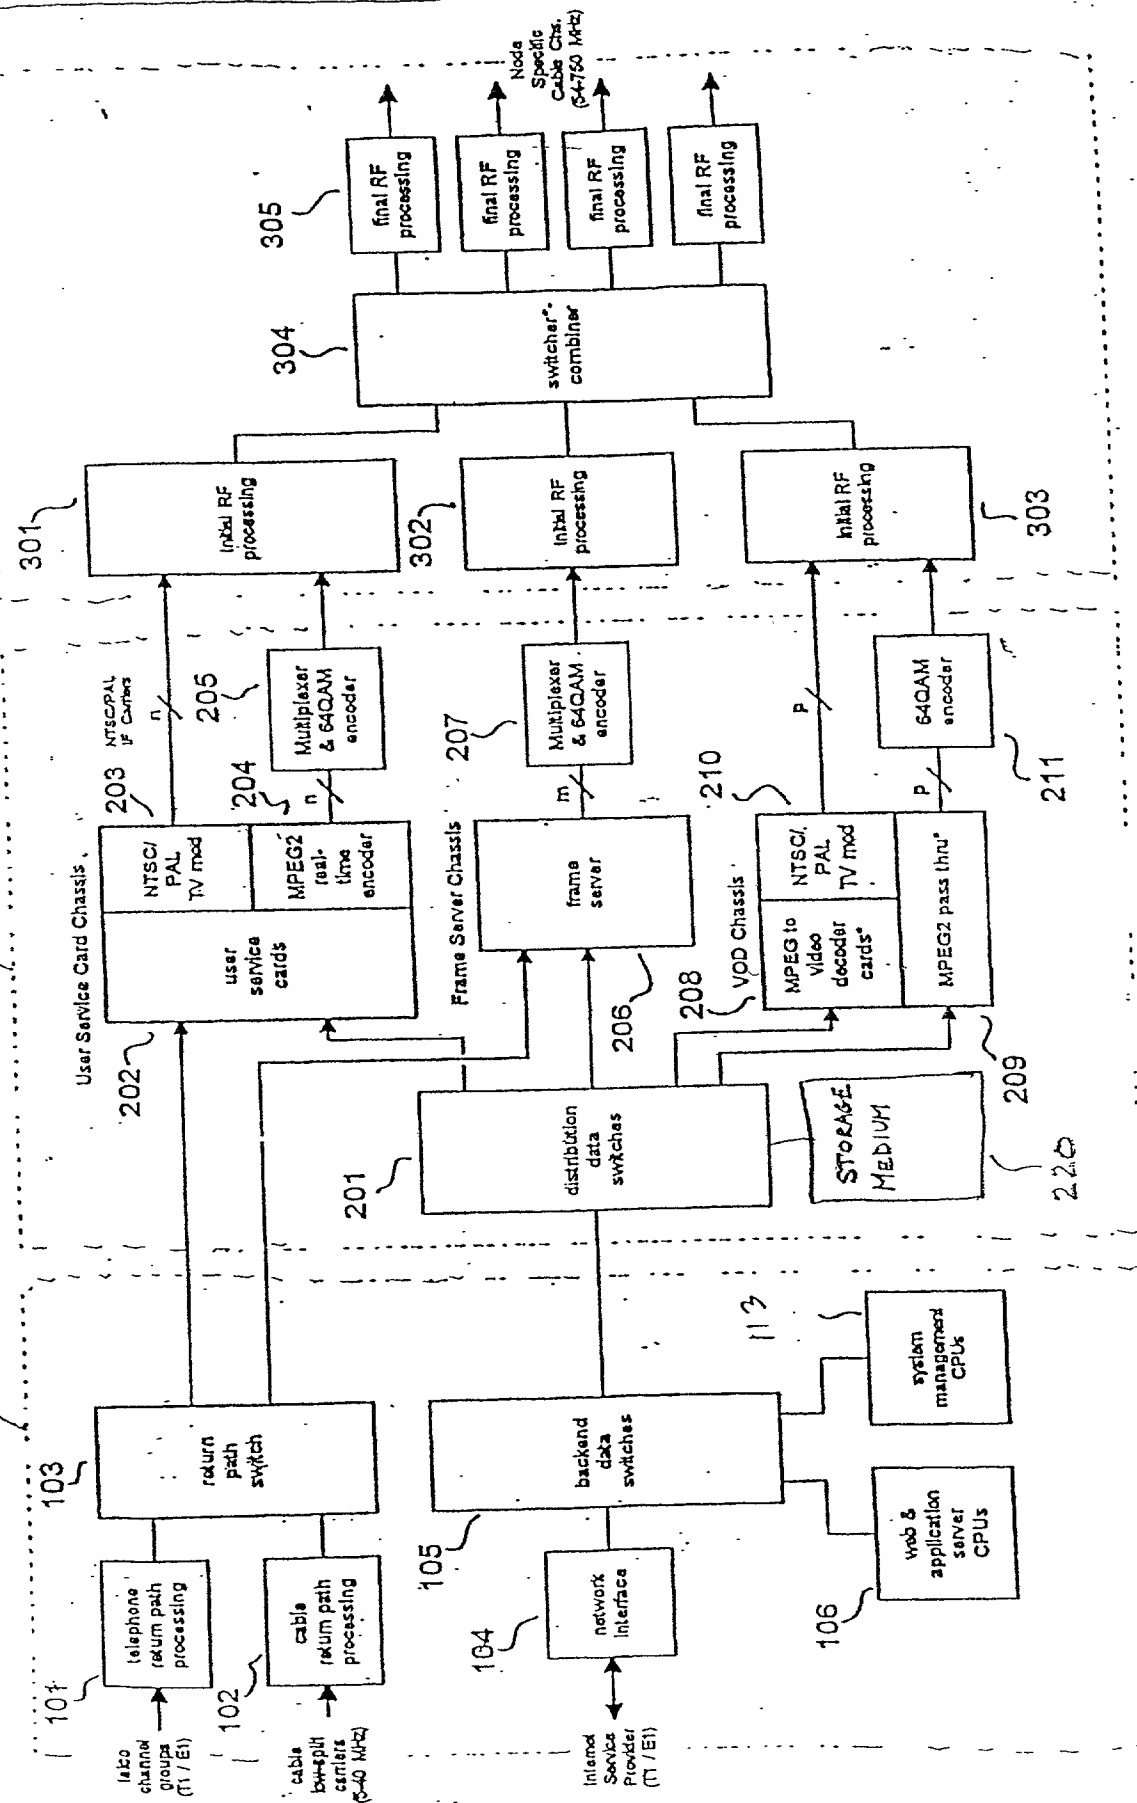 telco
channel
groups
(T1 / E1)
101
telephone
return path
processing
cable
low-split
carriers
(5-40 MHz)
102
cable
return path
processing
103
return
path
switch
Internet
Service
Provider
(T1 / E1)
104
network
Interface
105
backend
data
switches
106
web &
application
server
CPUs
113
system
management
CPUs
201
distribution
data
switches
STORAGE
MEDIUM
220
User Service Card Chassis
202
user
service
cards
203
NTSC/
PAL
TV mod
204
MPEG2
real-
time
encoder
NTSC/PAL
IF Carriers
n
n
205
Multiplexer
& 64QAM
encoder
Frame Server Chassis
206
frame
server
m
207
Multiplexer
& 64QAM
encoder
VOD Chassis
208
MPEG to
Video
decoder
cards*
209
MPEG2 pass thru*
210
NTSC/
PAL
TV mod
p
p
211
64QAM
encoder
301
Initial RF
processing
302
Initial RF
processing
303
Initial RF
processing
304
switcher*-
combiner
305
final RF
processing
final RF
processing
final RF
processing
final RF
processing
Node
Specific
Cable Chs.
(54-750 MHz)